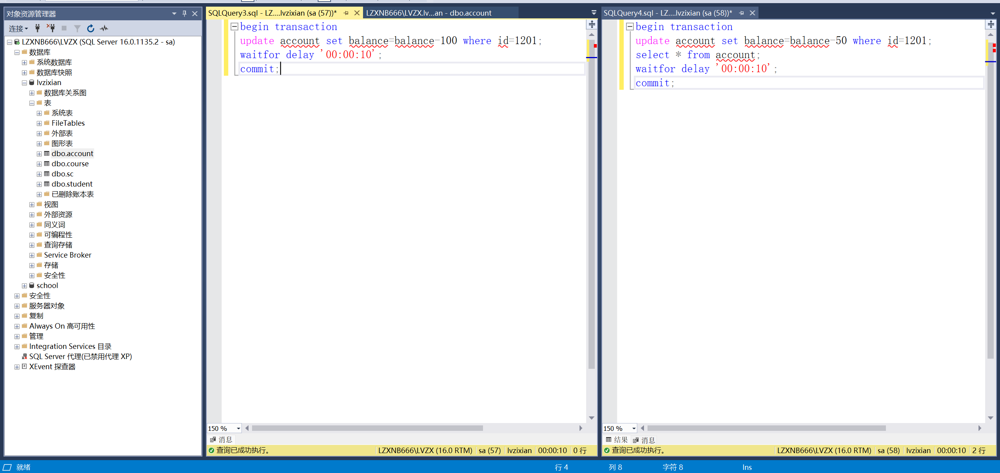 对象资源管理器
连接
LZXNB666\LVZX (SQL Server 16.0.1135.2 - sa)
数据库
系统数据库
数据库快照
lvzixian
数据库关系图
表
系统表
FileTables
外部表
图形表
dbo.account
dbo.course
dbo.sc
dbo.student
已删除账本表
视图
外部资源
同义词
可编程性
查询存储
Service Broker
存储
安全性
school
安全性
服务器对象
复制
Always On 高可用性
管理
Integration Services 目录
SQL Server 代理(已禁用代理 XP)
XEvent 探查器
SQLQuery3.sql - LZ....lvzixian (sa (57))*
LZXNB666\LVZX.lv...an - dbo.account
begin transaction
update account set balance=balance-100 where id=1201;
waitfor delay '00:00:10';
commit;
150 %
消息
查询已成功执行。
LZXNB666\LVZX (16.0 RTM)
sa (57)
lvzixian
00:00:10
0 行
SQLQuery4.sql - LZ....lvzixian (sa (58))*
begin transaction
update account set balance=balance-50 where id=1201;
select * from account;
waitfor delay '00:00:10';
commit;
150 %
结果
消息
查询已成功执行。
LZXNB666\LVZX (16.0 RTM)
sa (58)
lvzixian
00:00:10
2 行
就绪
行 4
列 8
字符 8
Ins